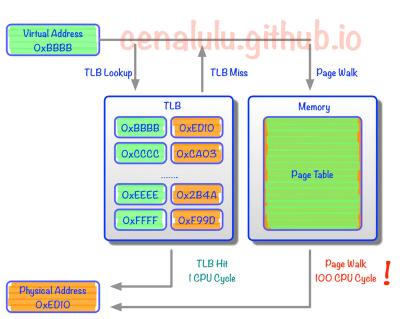 cenalulu.github.io
Virtual Address
0xBBBB
TLB Lookup
TLB Miss
Page Walk
TLB
0xBBBB 0xED10
0xCCCC 0xCA03
.......
0xEEEE 0x2B4A
0xFFFF 0xF99D
Memory
Page Table
TLB Hit
1 CPU Cycle
Page Walk
100 CPU Cycle !
Physical Address
0xED10